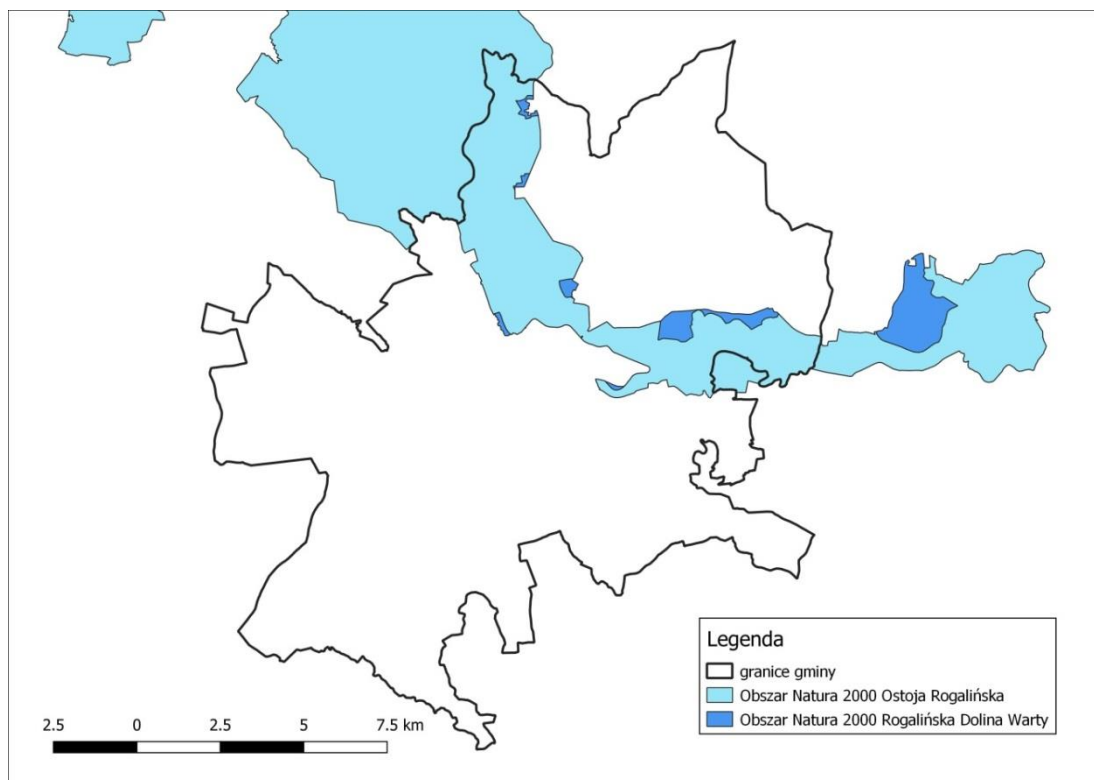 Legenda
granice gminy
Obszar Natura 2000 Ostoja Rogalińska
Obszar Natura 2000 Rogalińska Dolina Warty
2.5 0 2.5 5 7.5 km